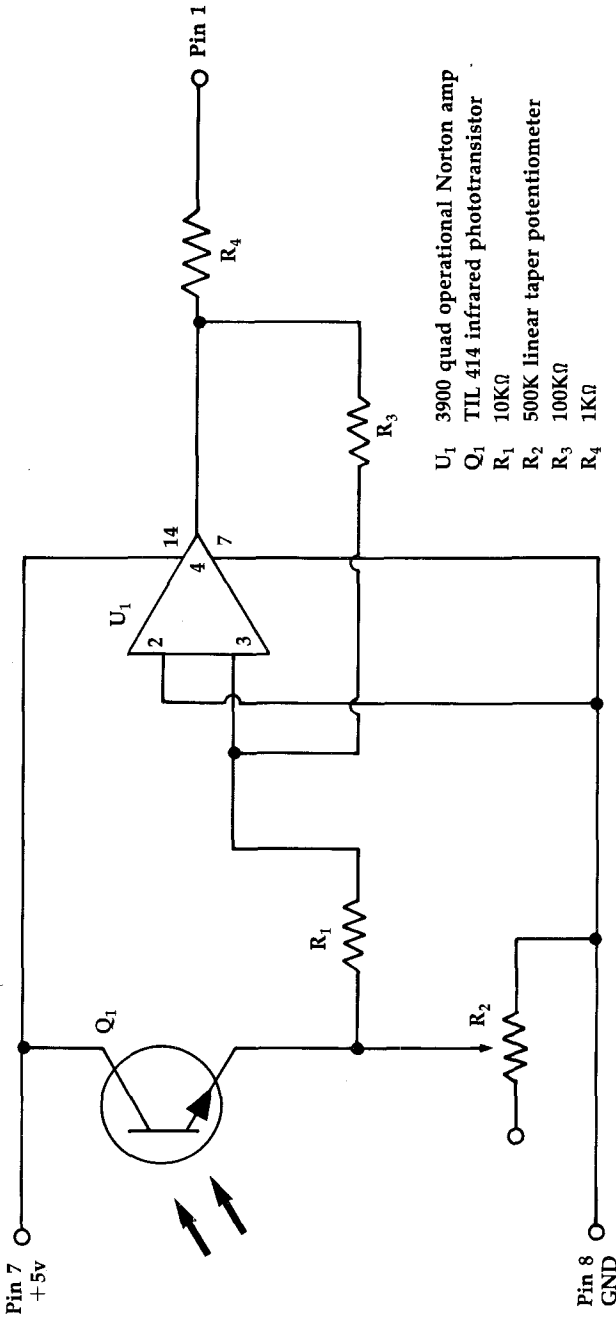 Pin 7
+5v
Q₁
R₁
R₂
U₁
2
3
4
14
7
R₃
R₄
Pin 1
Pin 8
GND
U₁ 3900 quad operational Norton amp
Q₁ TIL 414 infrared phototransistor
R₁ 10KΩ
R₂ 500K linear taper potentiometer
R₃ 100KΩ
R₄ 1KΩ